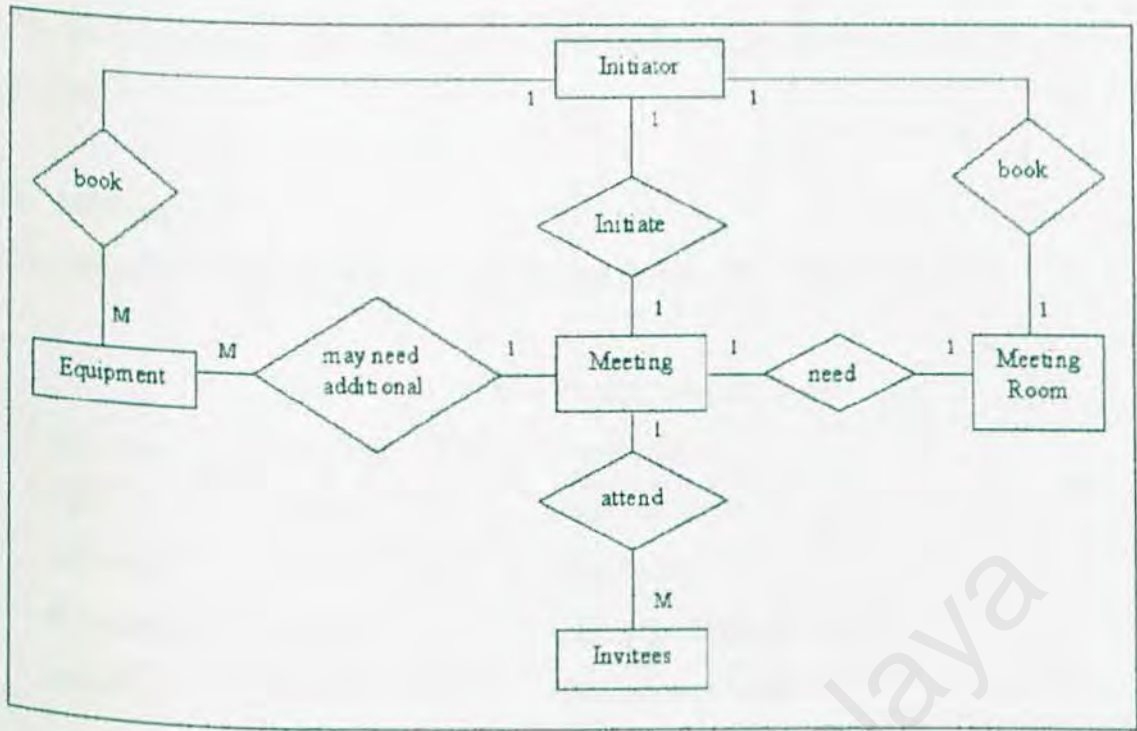 Initiator
1
1
1
book
Initiate
book
M
1
1
Equipment
M
may need
additional
1
Meeting
1
need
1
Meeting
Room
1
attend
M
Invitees
laya